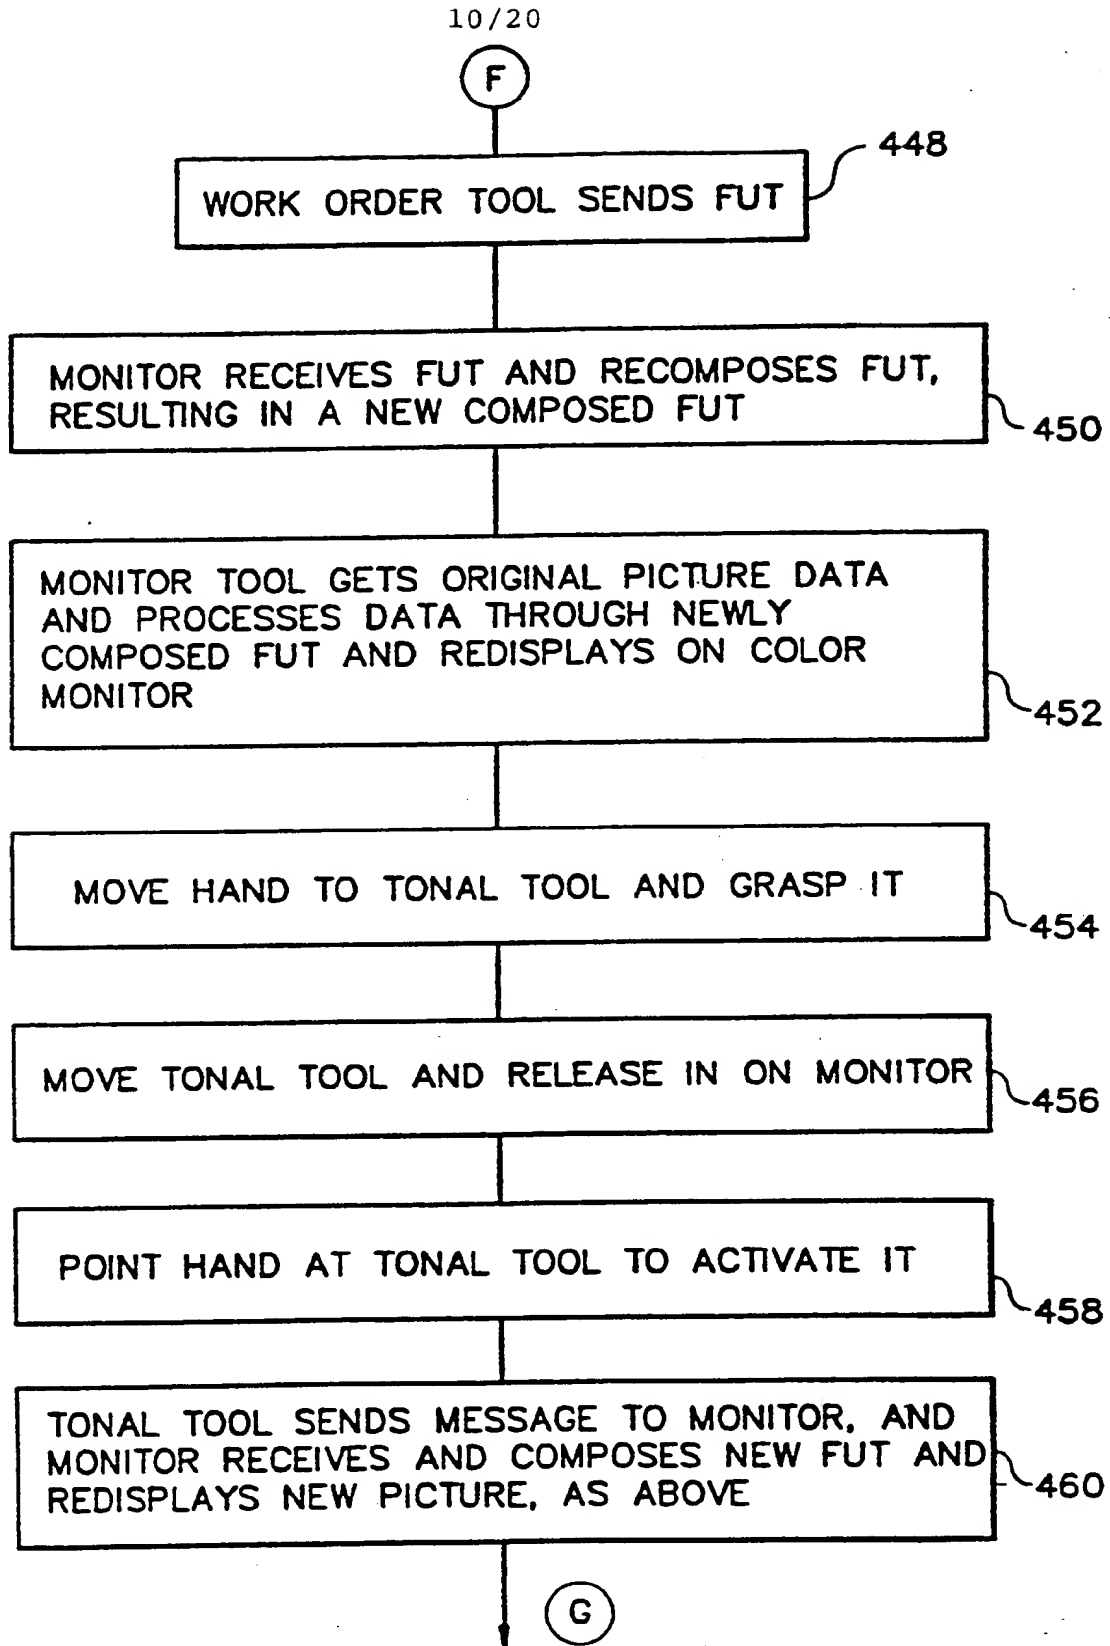 10/20
F
WORK ORDER TOOL SENDS FUT
448
MONITOR RECEIVES FUT AND RECOMPOSES FUT,
RESULTING IN A NEW COMPOSED FUT
450
MONITOR TOOL GETS ORIGINAL PICTURE DATA
AND PROCESSES DATA THROUGH NEWLY
COMPOSED FUT AND REDISPLAYS ON COLOR
MONITOR
452
MOVE HAND TO TONAL TOOL AND GRASP IT
454
MOVE TONAL TOOL AND RELEASE IN ON MONITOR
456
POINT HAND AT TONAL TOOL TO ACTIVATE IT
458
TONAL TOOL SENDS MESSAGE TO MONITOR, AND
MONITOR RECEIVES AND COMPOSES NEW FUT AND
REDISPLAYS NEW PICTURE, AS ABOVE
460
G